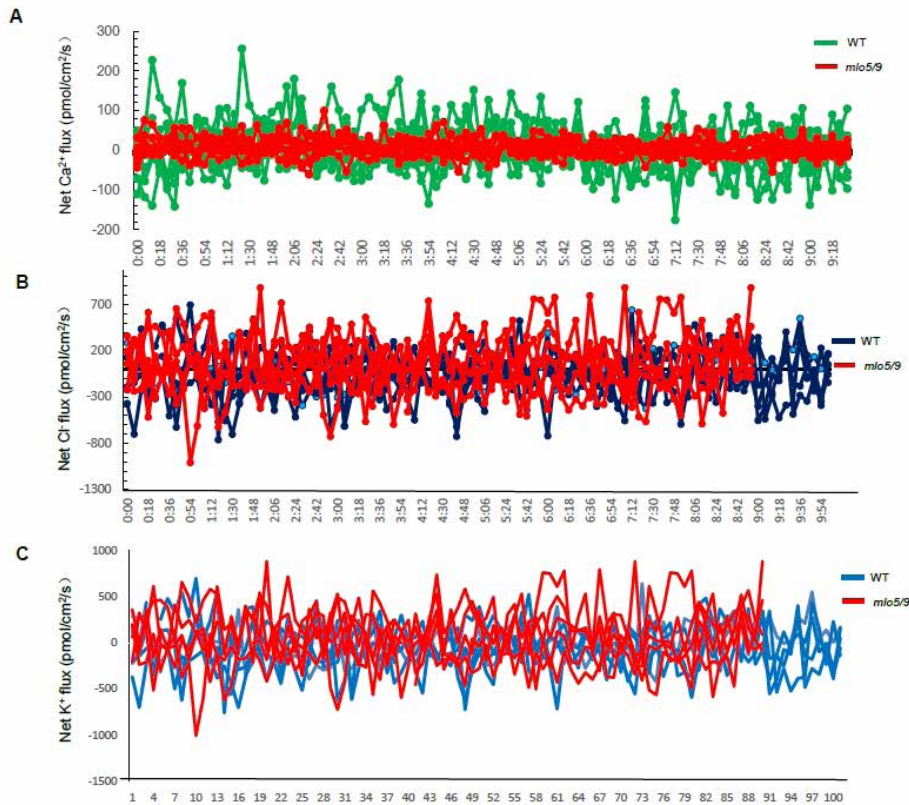 A
Net Ca²⁺ flux (pmol/cm²/s)
300
200
100
0
-100
-200
WT
mlo5/9
0:00 0:18 0:36 0:54 1:12 1:30 1:48 2:06 2:24 2:42 3:00 3:18 3:36 3:54 4:12 4:30 4:48 5:06 5:24 5:42 6:00 6:18 6:36 6:54 7:12 7:30 7:48 8:06 8:24 8:42 9:00 9:18
B
Net Cl⁻ flux (pmol/cm²/s)
700
200
-300
-800
-1300
WT
mlo5/9
0:00 0:18 0:36 0:54 1:12 1:30 1:48 2:06 2:24 2:42 3:00 3:18 3:36 3:54 4:12 4:30 4:48 5:06 5:24 5:42 6:00 6:18 6:36 6:54 7:12 7:30 7:48 8:06 8:24 8:42 9:00 9:18 9:36 9:54
C
Net K⁺ flux (pmol/cm²/s)
1000
500
0
-500
-1000
-1500
WT
mlo5/9
1 4 7 10 13 16 19 22 25 28 31 34 37 40 43 46 49 52 55 58 61 64 67 70 73 76 79 82 85 88 91 94 97 100